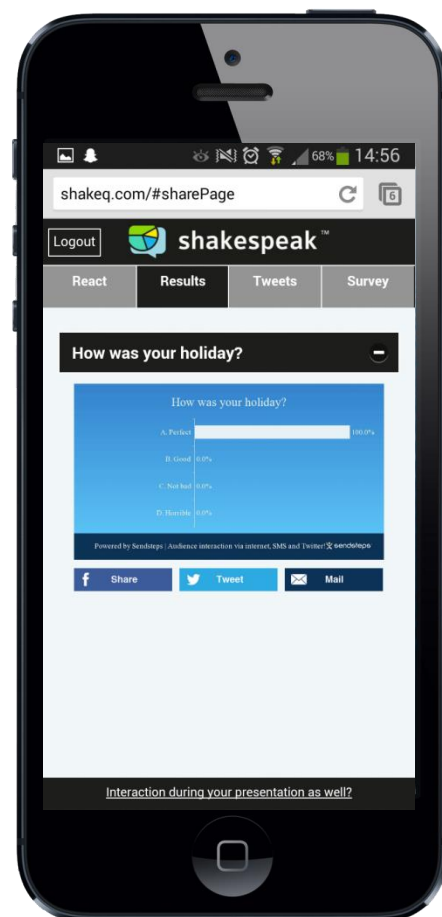 68% 14:56
shakeq.com/#sharePage 6
Logout shakespeak™
React Results Tweets Survey
How was your holiday?
How was your holiday?
A. Perfect 100.0%
B. Good 0.0%
C. Not bad 0.0%
D. Horrible 0.0%
Powered by Sendsteps | Audience interaction via internet, SMS and Twitter! sendsteps
f Share Tweet Mail
Interaction during your presentation as well?